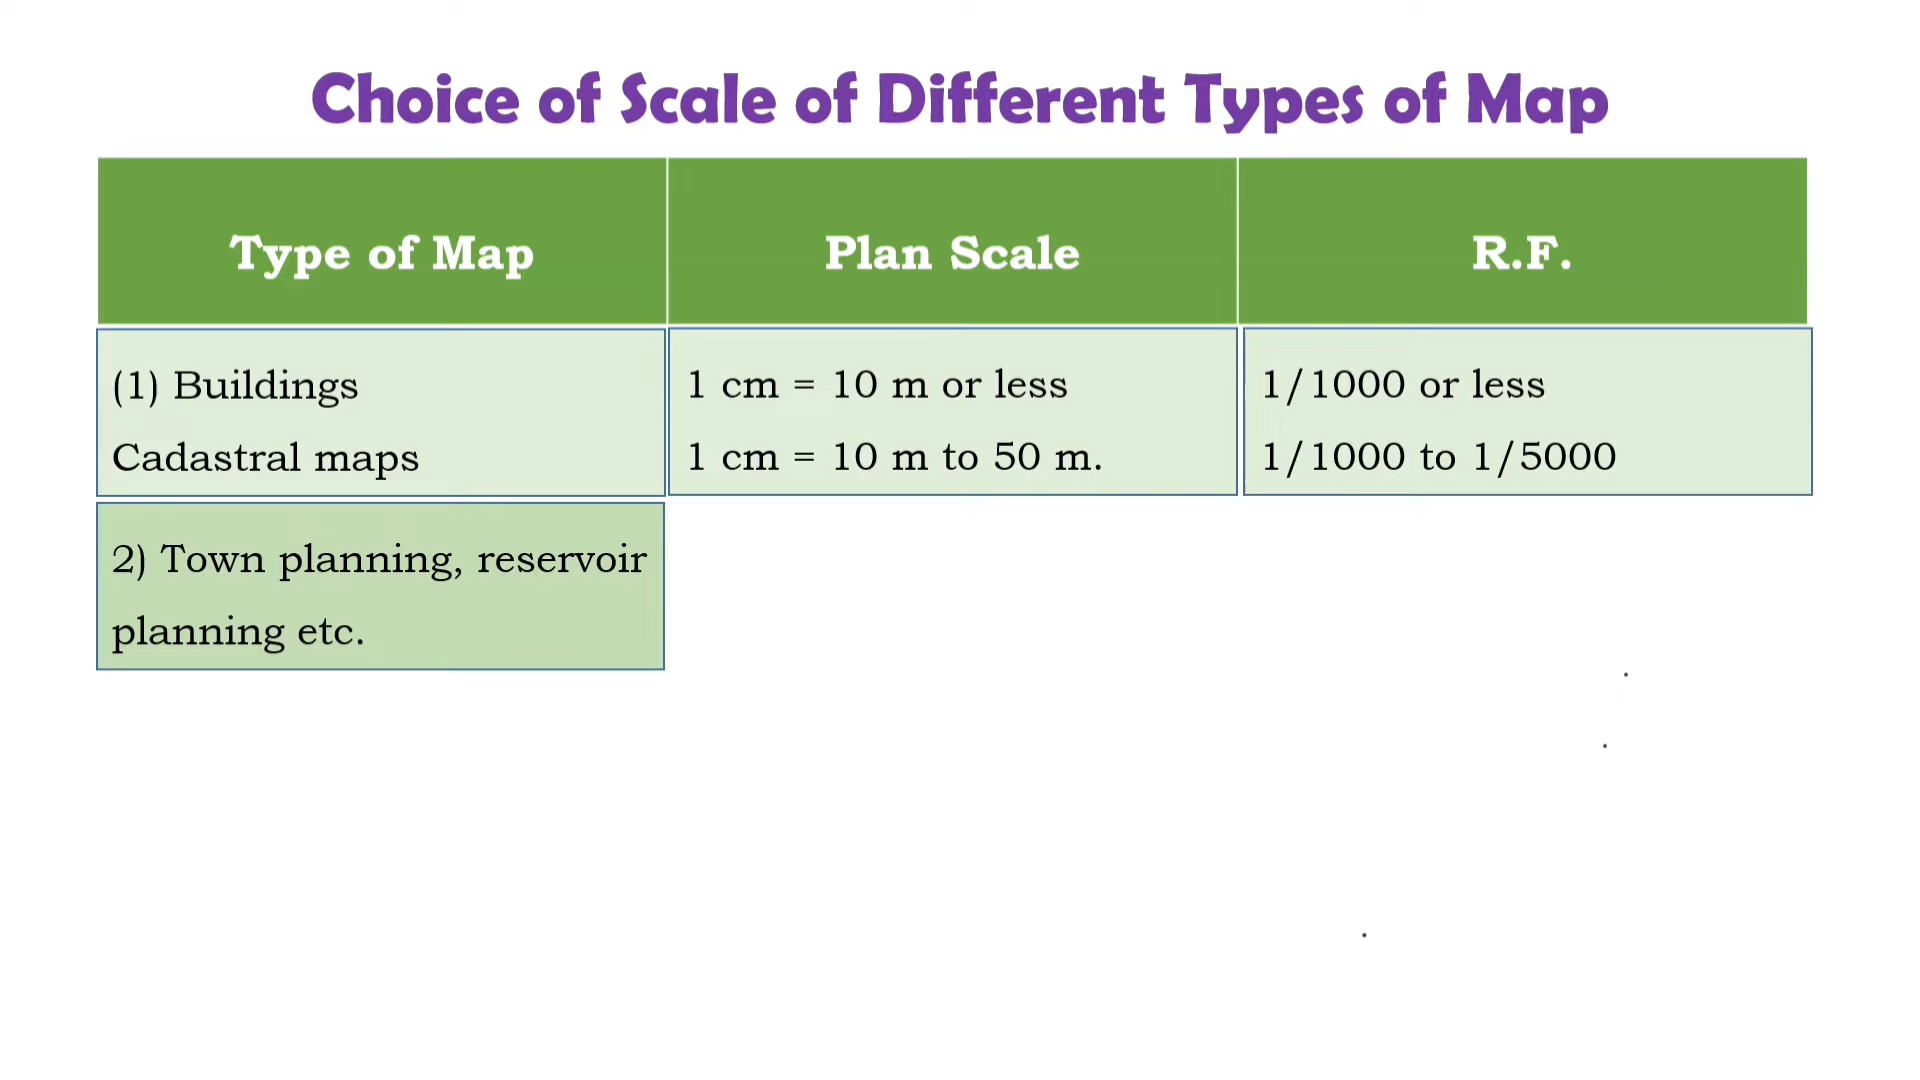 Choice of Scale of Different Types of Map
Type of Map
Plan Scale
R.F.
(1) Buildings
Cadastral maps
1 cm = 10 m or less
1 cm = 10 m to 50 m.
1/1000 or less
1/1000 to 1/5000
2) Town planning, reservoir
planning etc.